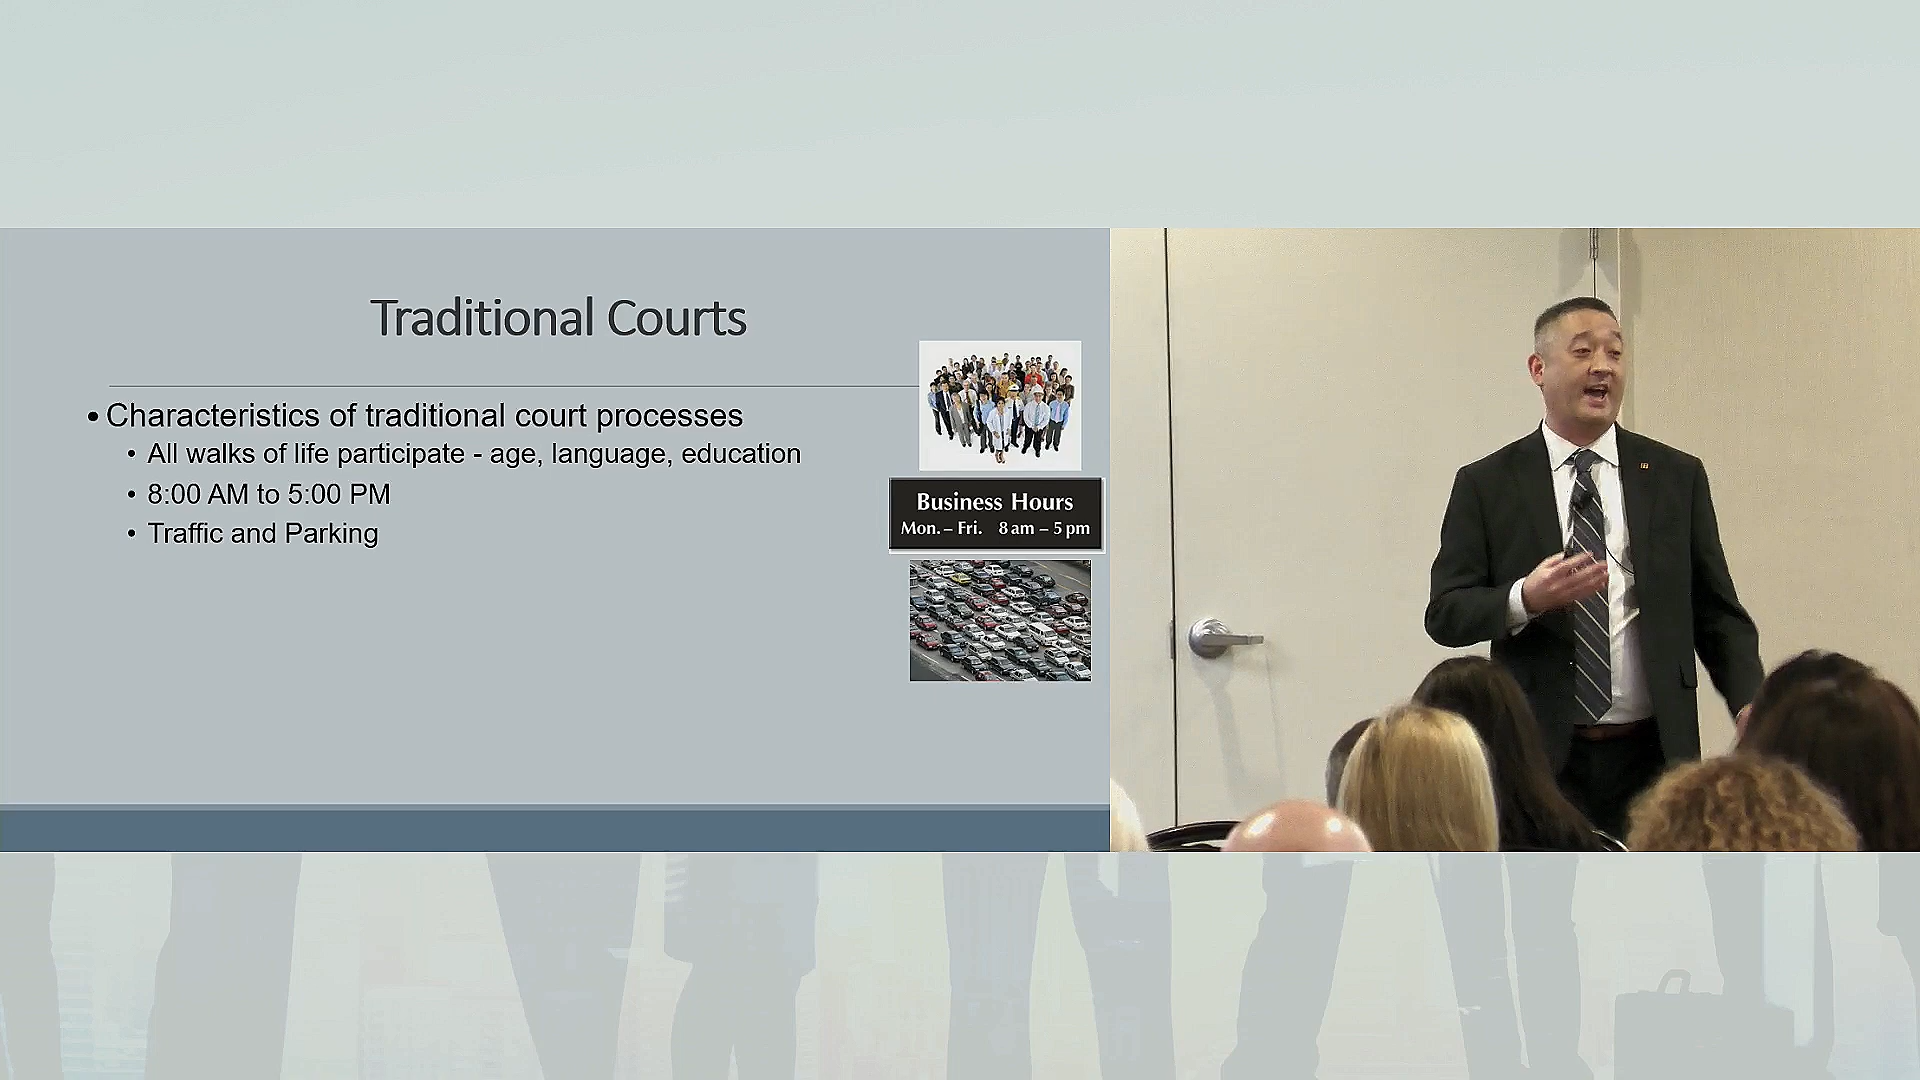 Traditional Courts
• Characteristics of traditional court processes
• All walks of life participate - age, language, education
• 8:00 AM to 5:00 PM
• Traffic and Parking
Business Hours
Mon. – Fri. 8 am – 5 pm